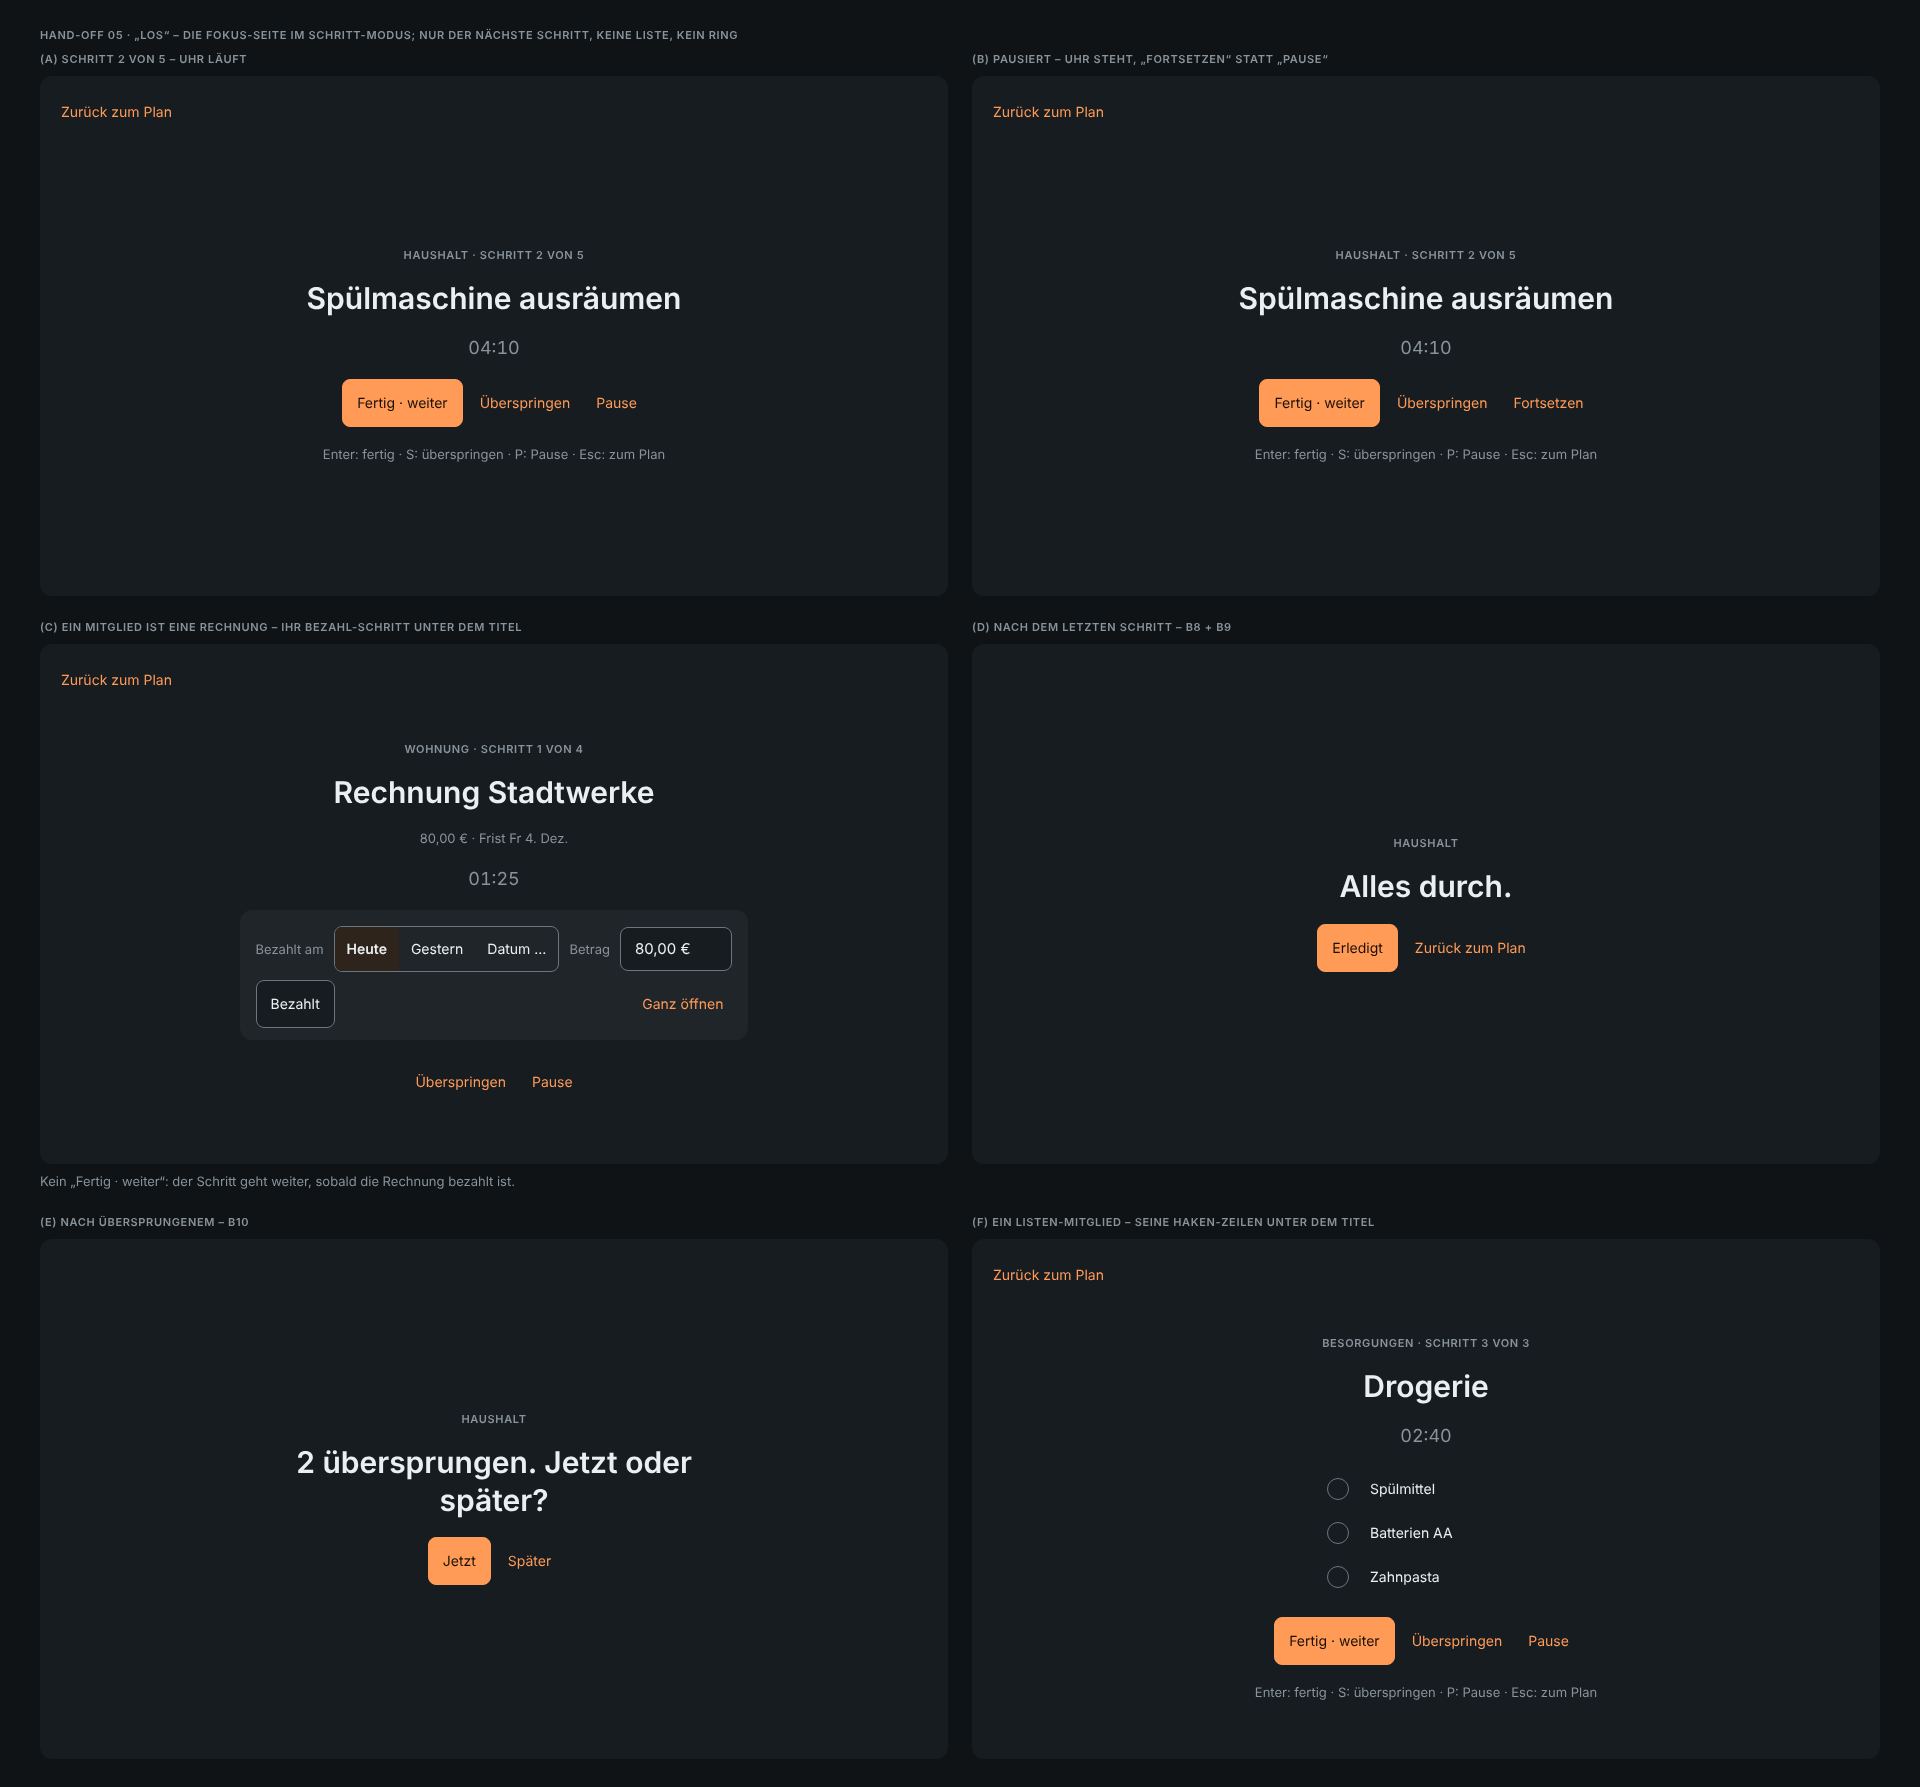 HAND-OFF 05 · „LOS“ – DIE FOKUS-SEITE IM SCHRITT-MODUS; NUR DER NÄCHSTE SCHRITT, KEINE LISTE, KEIN RING
(A) SCHRITT 2 VON 5 – UHR LÄUFT
Zurück zum Plan
HAUSHALT · SCHRITT 2 VON 5
Spülmaschine ausräumen
04:10
Fertig · weiter Überspringen Pause
Enter: fertig · S: überspringen · P: Pause · Esc: zum Plan
(B) PAUSIERT – UHR STEHT, „FORTSETZEN“ STATT „PAUSE“
Zurück zum Plan
HAUSHALT · SCHRITT 2 VON 5
Spülmaschine ausräumen
04:10
Fertig · weiter Überspringen Fortsetzen
Enter: fertig · S: überspringen · P: Pause · Esc: zum Plan
(C) EIN MITGLIED IST EINE RECHNUNG – IHR BEZAHL-SCHRITT UNTER DEM TITEL
Zurück zum Plan
WOHNUNG · SCHRITT 1 VON 4
Rechnung Stadtwerke
80,00 € · Frist Fr 4. Dez.
01:25
Bezahlt am Heute Gestern Datum ... Betrag 80,00 €
Bezahlt Ganz öffnen
Überspringen Pause
Kein „Fertig · weiter“: der Schritt geht weiter, sobald die Rechnung bezahlt ist.
(D) NACH DEM LETZTEN SCHRITT – B8 + B9
HAUSHALT
Alles durch.
Erledigt Zurück zum Plan
(E) NACH ÜBERSPRUNGENEM – B10
HAUSHALT
2 übersprungen. Jetzt oder
später?
Jetzt Später
(F) EIN LISTEN-MITGLIED – SEINE HAKEN-ZEILEN UNTER DEM TITEL
Zurück zum Plan
BESORGUNGEN · SCHRITT 3 VON 3
Drogerie
02:40
Spülmittel
Batterien AA
Zahnpasta
Fertig · weiter Überspringen Pause
Enter: fertig · S: überspringen · P: Pause · Esc: zum Plan